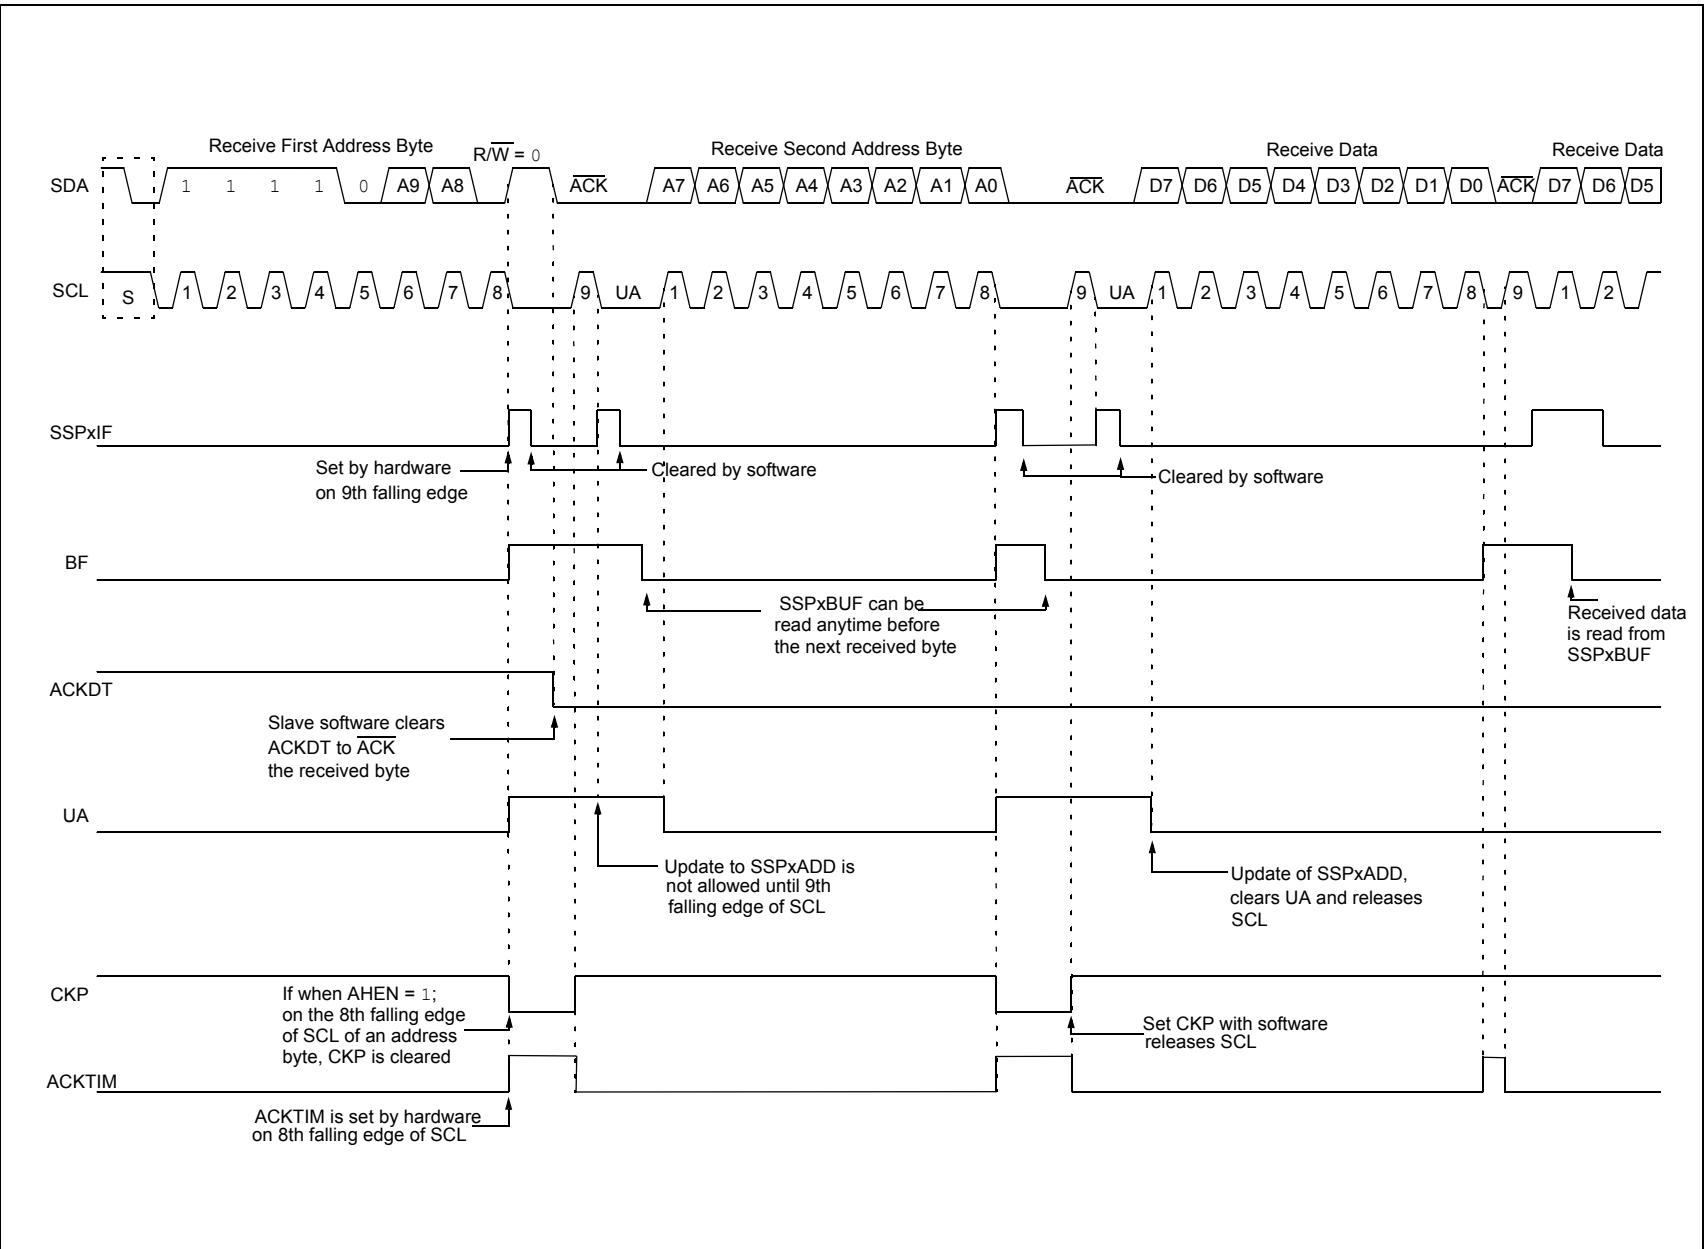 Receive First Address Byte
R/W = 0
Receive Second Address Byte
Receive Data
Receive Data
SDA
1 1 1 1 0 A9 A8 ACK A7 A6 A5 A4 A3 A2 A1 A0 ACK D7 D6 D5 D4 D3 D2 D1 D0 ACK D7 D6 D5
SCL
S 1 2 3 4 5 6 7 8 9 UA 1 2 3 4 5 6 7 8 9 UA 1 2 3 4 5 6 7 8 9 1 2
SSPxIF
Set by hardware
on 9th falling edge
Cleared by software
Cleared by software
BF
SSPxBUF can be
read anytime before
the next received byte
Received data
is read from
SSPxBUF
ACKDT
Slave software clears
ACKDT to ACK
the received byte
UA
Update to SSPxADD is
not allowed until 9th
falling edge of SCL
Update of SSPxADD,
clears UA and releases
SCL
CKP
If when AHEN = 1;
on the 8th falling edge
of SCL of an address
byte, CKP is cleared
Set CKP with software
releases SCL
ACKTIM
ACKTIM is set by hardware
on 8th falling edge of SCL